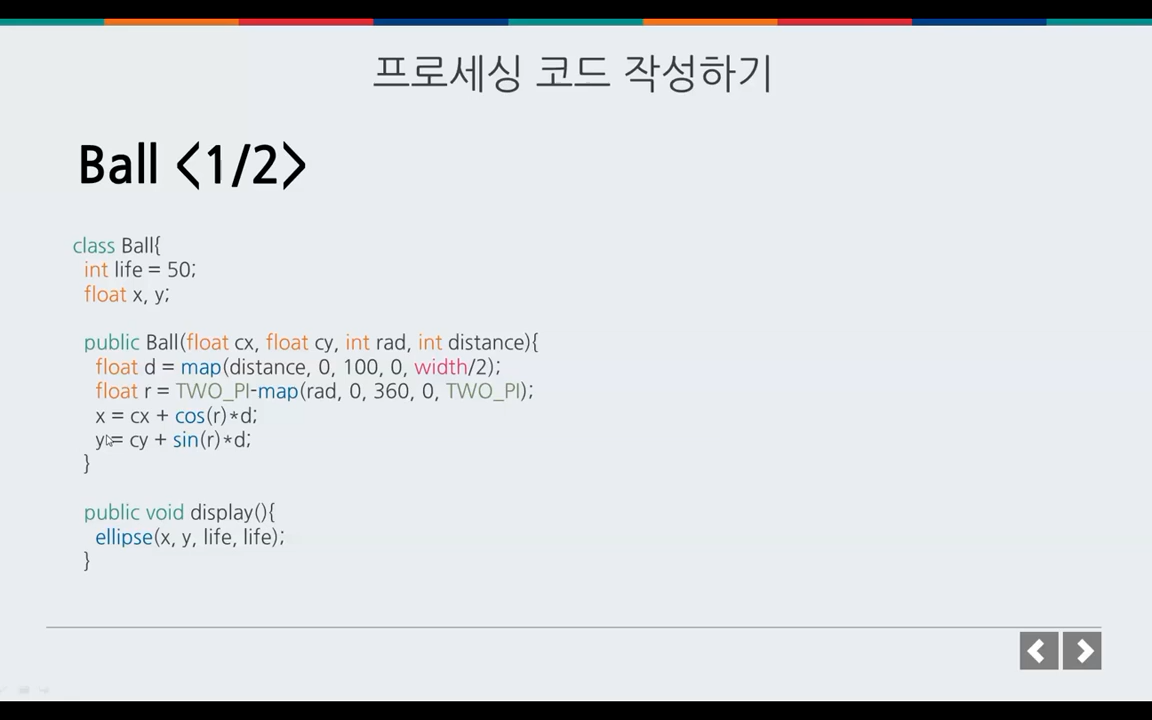 프로세싱 코드 작성하기
Ball <1/2>
class Ball{
int life = 50;
float x, y;
public Ball(float cx, float cy, int rad, int distance){
float d = map(distance, 0, 100, 0, width/2);
float r = TWO_PI-map(rad, 0, 360, 0, TWO_PI);
x = cx + cos(r)*d;
y = cy + sin(r)*d;
}
public void display(){
ellipse(x, y, life, life);
}